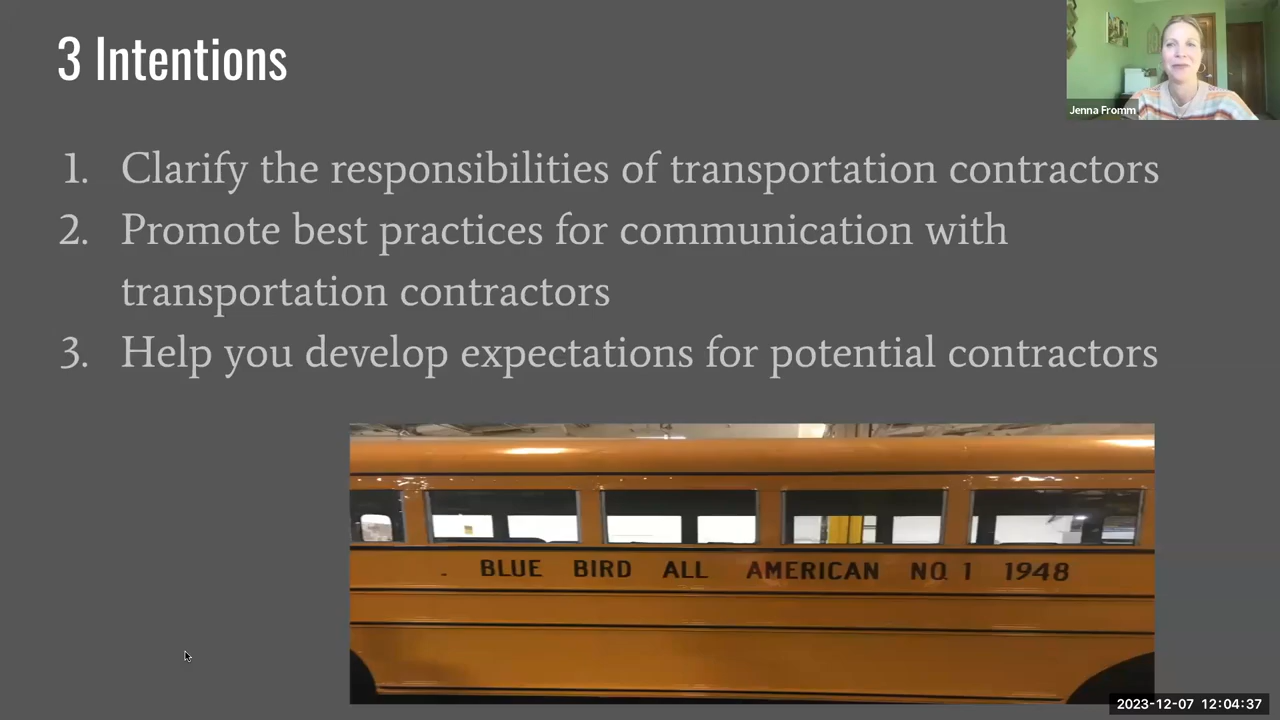 3 Intentions
Jenna Fromm
1. Clarify the responsibilities of transportation contractors
2. Promote best practices for communication with
transportation contractors
3. Help you develop expectations for potential contractors
BLUE BIRD ALL AMERICAN NO. 1 1948
2023-12-07 12:04:37